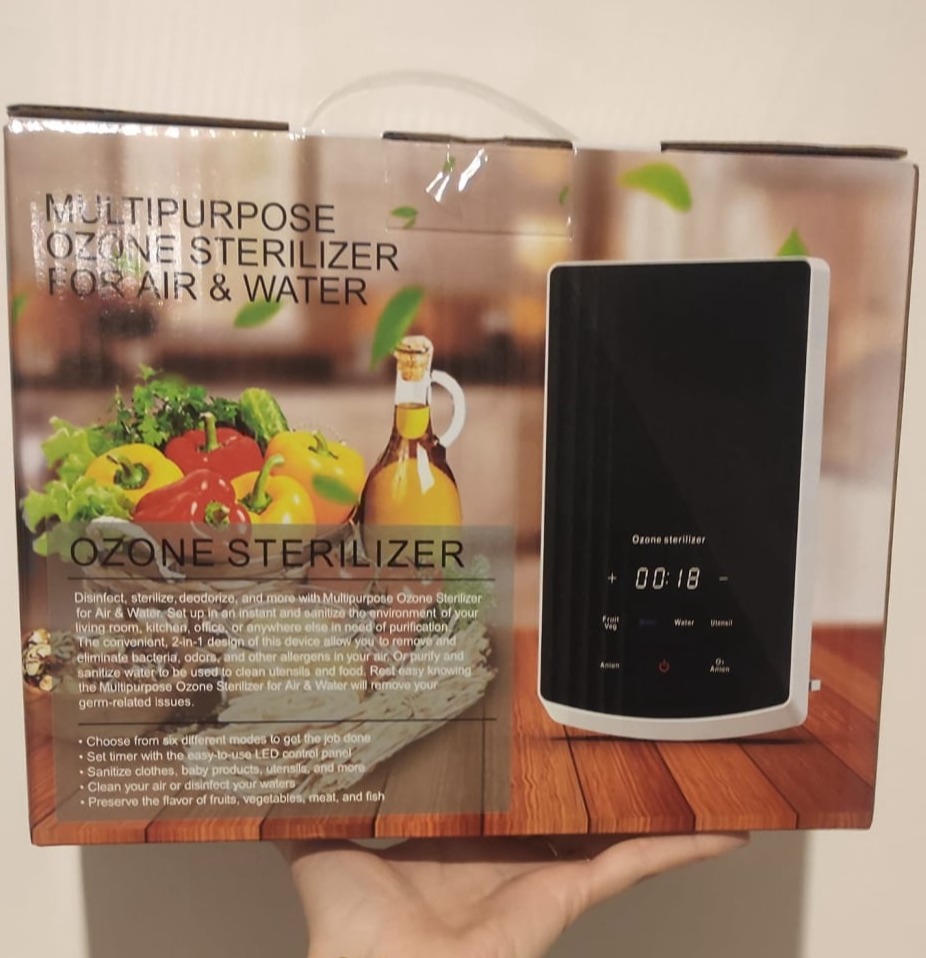 MULTIPURPOSE
OZONE STERILIZER
FOR AIR & WATER
OZONE STERILIZER
Disinfect, sterilize, deodorize, and more with Multipurpose Ozone Sterilizer
for Air & Water. Set up in an instant and sanitize the environment of your
living room, kitchen, office, or anywhere else in need of purification.
The convenient, 2-in-1 design of this device allow you to remove and
eliminate bacteria, odors, and other allergens in your air. Or purify and
sanitize water to be used to clean utensils and food. Rest easy knowing
the Multipurpose Ozone Sterilizer for Air & Water will remove your
germ-related issues.
• Choose from six different modes to get the job done
• Set timer with the easy-to-use LED control panel
• Sanitize clothes, baby products, utensils, and more
• Clean your air or disinfect your waters
• Preserve the flavor of fruits, vegetables, meat, and fish
Ozone sterilizer
+ 00:18 −
Fruit
Veg
Water
Utensil
Anion
O₃
Anion